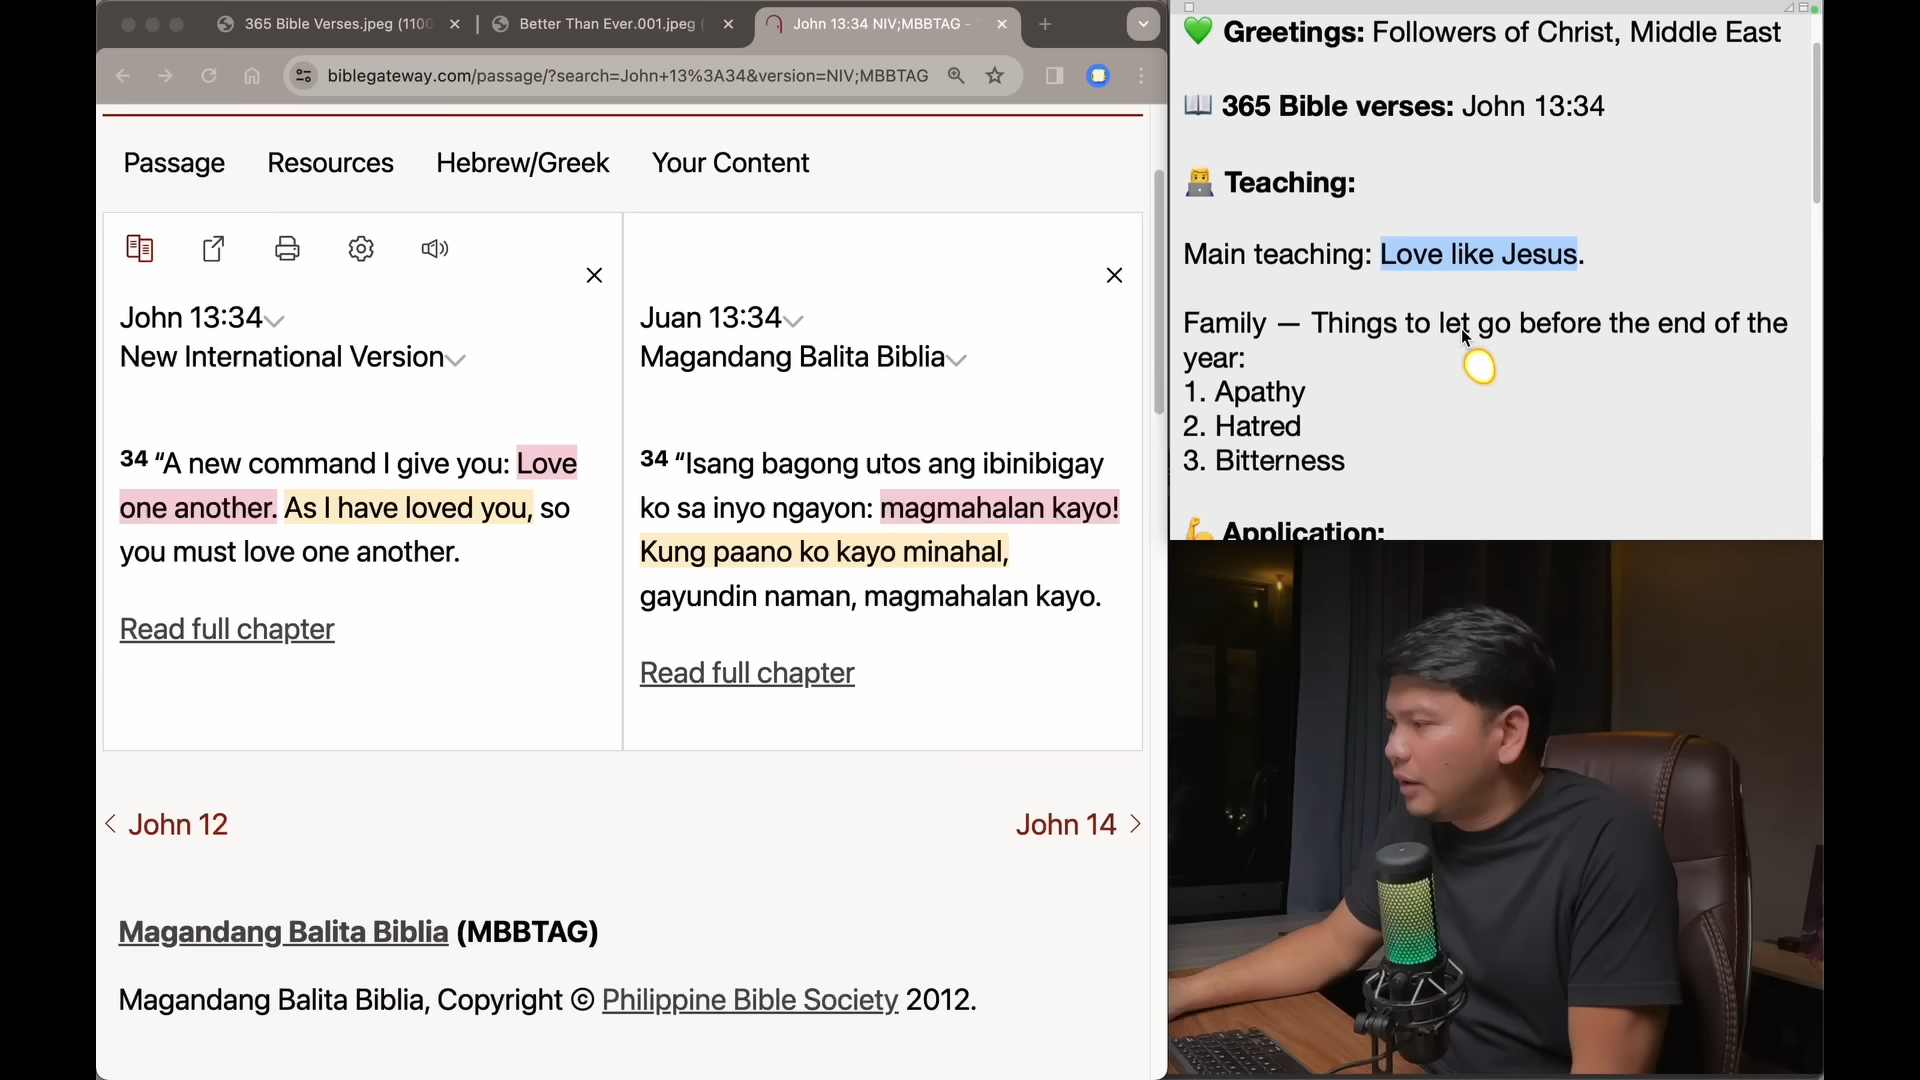 365 Bible Verses.jpeg (1100
Better Than Ever.001.jpeg (
John 13:34 NIV;MBBTAG -
biblegateway.com/passage/?search=John+13%3A34&version=NIV;MBBTAG
Passage
Resources
Hebrew/Greek
Your Content
John 13:34
New International Version
34 “A new command I give you: Love
one another. As I have loved you, so
you must love one another.
Read full chapter
Juan 13:34
Magandang Balita Biblia
34 “Isang bagong utos ang ibinibigay
ko sa inyo ngayon: magmahalan kayo!
Kung paano ko kayo minahal,
gayundin naman, magmahalan kayo.
Read full chapter
John 12
John 14
Magandang Balita Biblia (MBBTAG)
Magandang Balita Biblia, Copyright © Philippine Bible Society 2012.
💚 Greetings: Followers of Christ, Middle East
📖 365 Bible verses: John 13:34
👨‍💻 Teaching:
Main teaching: Love like Jesus.
Family — Things to let go before the end of the
year:
1. Apathy
2. Hatred
3. Bitterness
💪 Application: